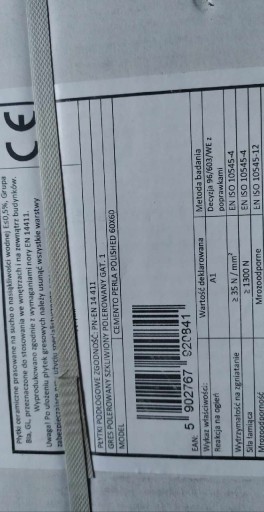 Płytki ceramiczne prasowane na sucho o nasiąkliwości wodnej E≤0,5%, Grupa
BIa, GL, przeznaczone do stosowania we wnętrzach i na zewnątrz budynków.
Wyprodukowano zgodnie z wymaganiami nory EN 14411.
Uwaga! Po ułożeniu płytek gresowych należy usunąć wszystkie warstwy
CE
PŁYTKI PODŁOGOWE ZGODNOŚĆ: PN-EN 14 411
GRES POLEROWANY SZKLIWIONY POLEROWANY GAT. 1
MODEL CEMENTO PERLA POLISHED 60X60
EAN: 5 902767 920841
Wykaz właściwości: Wartość deklarowana Metoda badania
Reakcja na ogień A1 Decyzja 96/603/WE z
poprawkami
Wytrzymałość na zginanie ≥ 35 N / mm² EN ISO 10545-4
Siła łamiąca ≥ 1300 N EN ISO 10545-4
Mrozoodporność Mrozoodporne EN ISO 10545-12